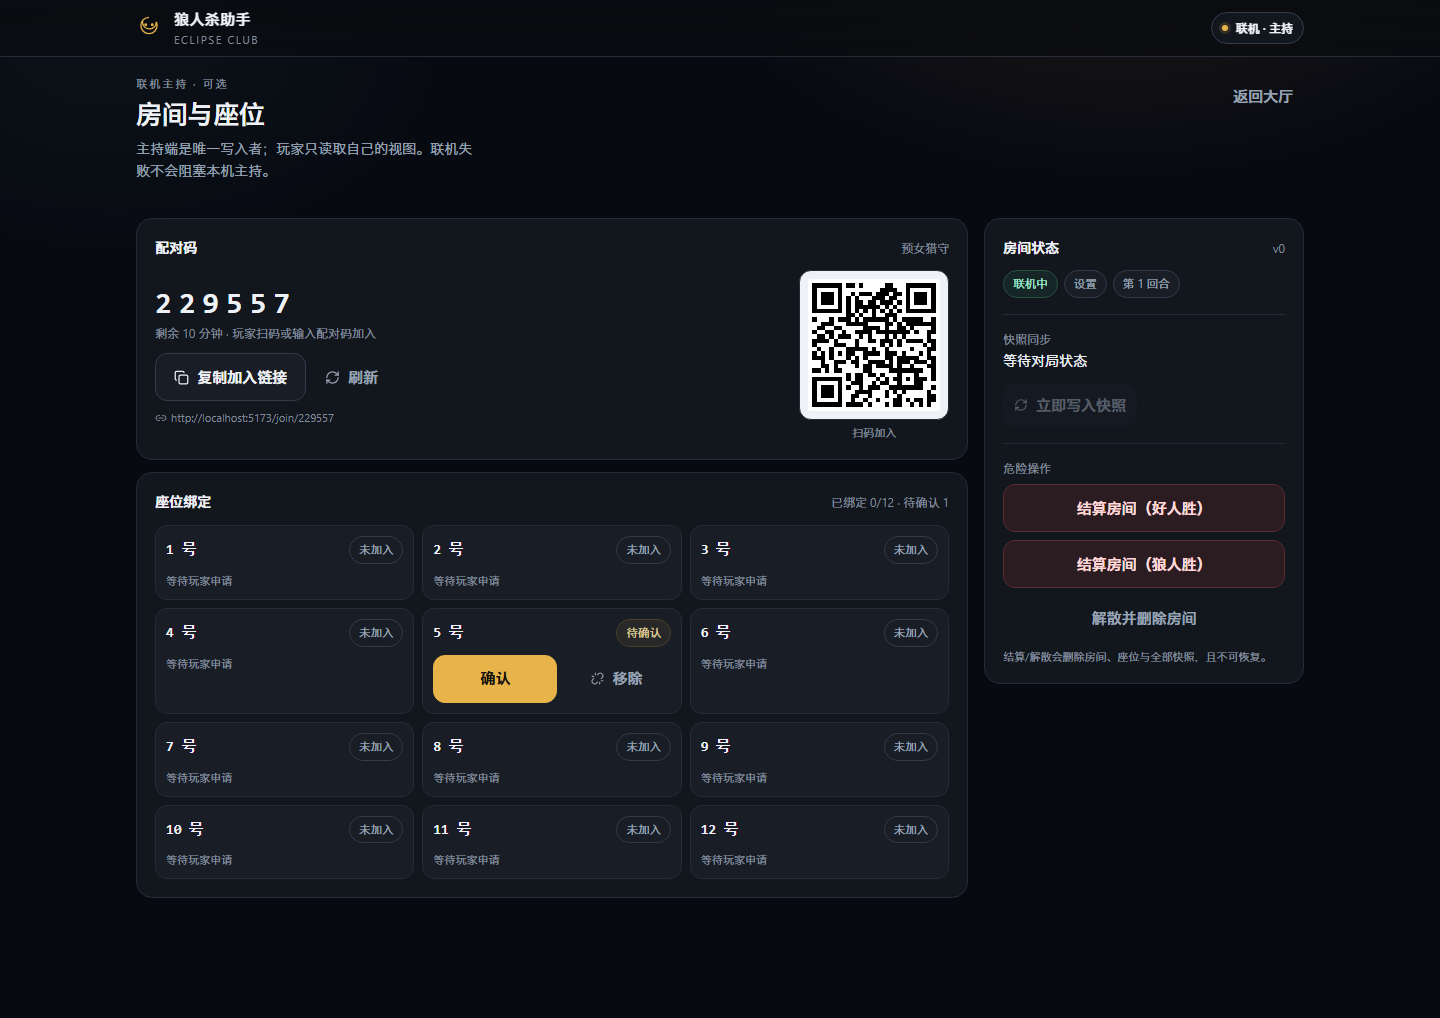 狼人杀助手
ECLIPSE CLUB
联机 · 主持
联机主持 · 可选
房间与座位
返回大厅
主持端是唯一写入者；玩家只读取自己的视图。联机失
败不会阻塞本机主持。
配对码
预女猎守
229557
剩余 10 分钟 · 玩家扫码或输入配对码加入
复制加入链接
刷新
http://localhost:5173/join/229557
扫码加入
座位绑定
已绑定 0/12 · 待确认 1
1 号
未加入
等待玩家申请
2 号
未加入
等待玩家申请
3 号
未加入
等待玩家申请
4 号
未加入
等待玩家申请
5 号
待确认
确认
移除
6 号
未加入
等待玩家申请
7 号
未加入
等待玩家申请
8 号
未加入
等待玩家申请
9 号
未加入
等待玩家申请
10 号
未加入
等待玩家申请
11 号
未加入
等待玩家申请
12 号
未加入
等待玩家申请
房间状态
v0
联机中
设置
第 1 回合
快照同步
等待对局状态
立即写入快照
危险操作
结算房间（好人胜）
结算房间（狼人胜）
解散并删除房间
结算/解散会删除房间、座位与全部快照，且不可恢复。